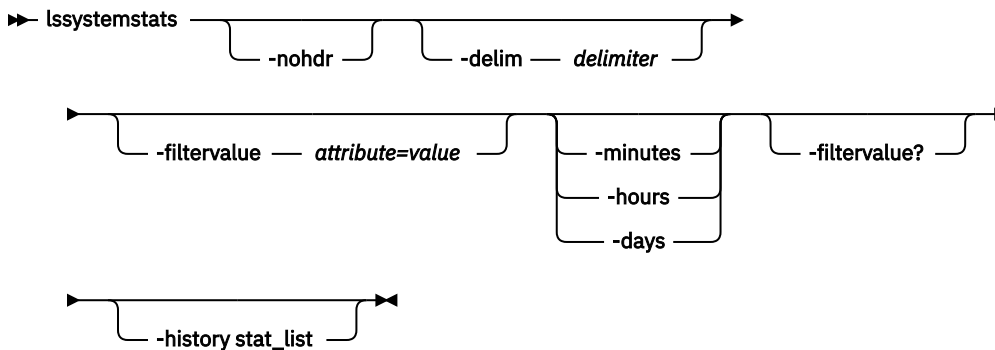 lssystemstats
-nohdr -delim delimiter
-filtervalue attribute=value -minutes -filtervalue?
-hours
-days
-history stat_list